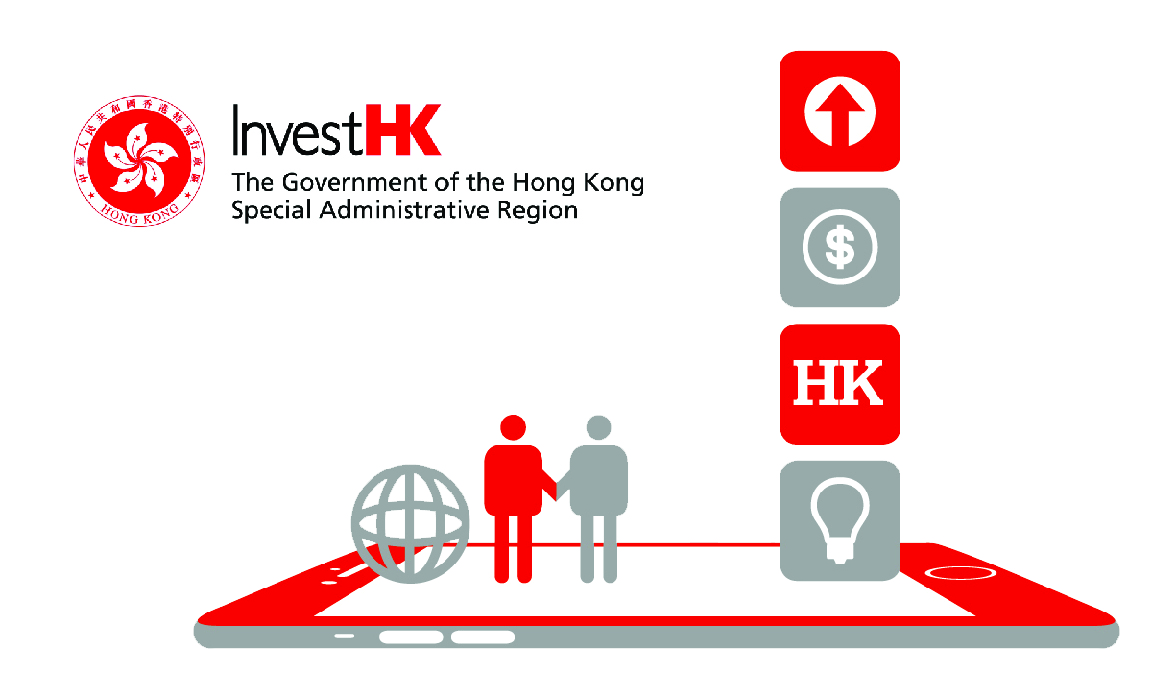 中華人民共和國香港特別行政區
HONG KONG
InvestHK
The Government of the Hong Kong
Special Administrative Region
$
HK